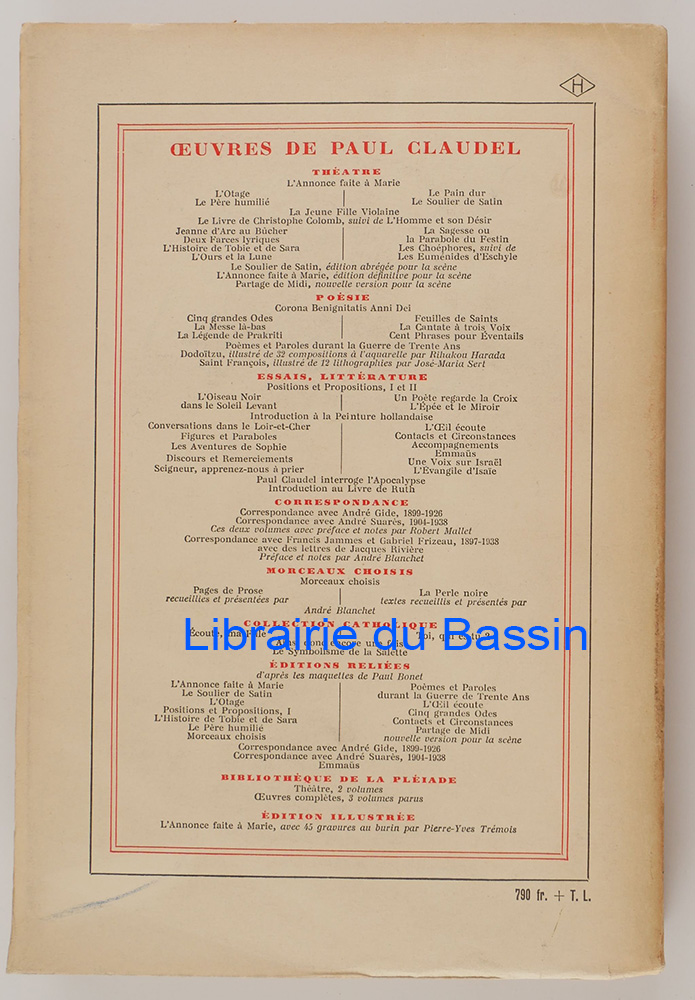 H
ŒUVRES DE PAUL CLAUDEL
THÉATRE
L'Annonce faite à Marie
L'Otage
Le Père humilié
Le Pain dur
Le Soulier de Satin
La Jeune Fille Violaine
Le Livre de Christophe Colomb, suivi de L'Homme et son Désir
Jeanne d'Arc au Bûcher
Deux Farces lyriques
L'Histoire de Tobie et de Sara
L'Ours et la Lune
La Sagesse ou
la Parabole du Festin
Les Choéphores, suivi de
Les Euménides d'Eschyle
Le Soulier de Satin, édition abrégée pour la scène
L'Annonce faite à Marie, édition définitive pour la scène
Partage de Midi, nouvelle version pour la scène
POÉSIE
Corona Benignitatis Anni Dei
Cinq grandes Odes
La Messe là-bas
La Légende de Prakriti
Feuilles de Saints
La Cantate à trois Voix
Cent Phrases pour Éventails
Poèmes et Paroles durant la Guerre de Trente Ans
Dodoïtzu, illustré de 32 compositions à l'aquarelle par Rihakou Harada
Saint François, illustré de 12 lithographies par José-Maria Sert
ESSAIS, LITTÉRATURE
Positions et Propositions, I et II
L'Oiseau Noir
dans le Soleil Levant
Un Poète regarde la Croix
L'Épée et le Miroir
Introduction à la Peinture hollandaise
Conversations dans le Loir-et-Cher
Figures et Paraboles
Les Aventures de Sophie
Discours et Remerciements
Seigneur, apprenez-nous à prier
L'Œil écoute
Contacts et Circonstances
Accompagnements
Emmaüs
Une Voix sur Israël
L'Évangile d'Isaïe
Paul Claudel interroge l'Apocalypse
Introduction au Livre de Ruth
CORRESPONDANCE
Correspondance avec André Gide, 1899-1926
Correspondance avec André Suarès, 1904-1938
Ces deux volumes avec préface et notes par Robert Mallet
Correspondance avec Francis Jammes et Gabriel Frizeau, 1897-1938
avec des lettres de Jacques Rivière
Préface et notes par André Blanchet
MORCEAUX CHOISIS
Morceaux choisis
Pages de Prose
recueillies et présentées par
La Perle noire
textes recueillis et présentés par
André Blanchet
COLLECTION CATHOLIQUE
Écoute, ma Fille
Toi, qui es-tu ?
Ainsi donc encore une fois
Le Symbolisme de la Salette
Librairie du Bassin
ÉDITIONS RELIÉES
d'après les maquettes de Paul Bonet
L'Annonce faite à Marie
Le Soulier de Satin
L'Otage
Positions et Propositions, I
L'Histoire de Tobie et de Sara
Le Père humilié
Morceaux choisis
Poèmes et Paroles
durant la Guerre de Trente Ans
L'Œil écoute
Cinq grandes Odes
Contacts et Circonstances
Partage de Midi
nouvelle version pour la scène
Correspondance avec André Gide, 1899-1926
Correspondance avec André Suarès, 1904-1938
Emmaüs
BIBLIOTHÈQUE DE LA PLÉIADE
Théâtre, 2 volumes
Œuvres complètes, 3 volumes parus
ÉDITION ILLUSTRÉE
L'Annonce faite à Marie, avec 45 gravures au burin par Pierre-Yves Trémois
790 fr. + T. L.